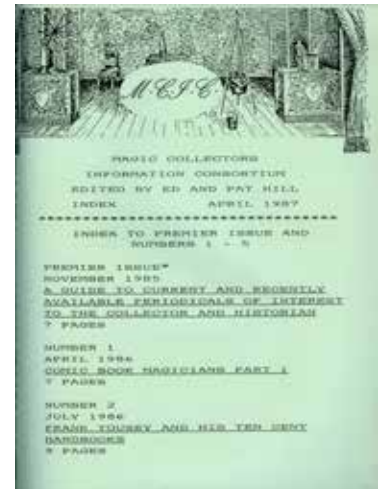 MCIC
MAGIC COLLECTORS
INFORMATION CONSORTIUM
EDITED BY ED AND PAT HILL
INDEX APRIL 1987
INDEX TO PREMIER ISSUE AND
NUMBERS 1 - 5
PREMIER ISSUE*
NOVEMBER 1985
A GUIDE TO CURRENT AND RECENTLY
AVAILABLE PERIODICALS OF INTEREST
TO THE COLLECTOR AND HISTORIAN
7 PAGES
NUMBER 1
APRIL 1986
COMIC BOOK MAGICIANS PART 1
7 PAGES
NUMBER 2
JULY 1986
FRANK TOUSEY AND HIS TEN CENT
HANDBOOKS
9 PAGES